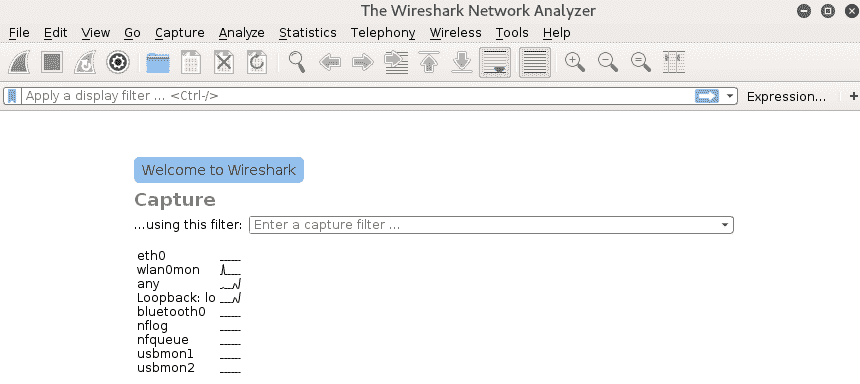 The Wireshark Network Analyzer
File Edit View Go Capture Analyze Statistics Telephony Wireless Tools Help
Apply a display filter ... <Ctrl-/> Expression... +
Welcome to Wireshark
Capture
...using this filter: Enter a capture filter ...
eth0
wlan0mon
any
Loopback: lo
bluetooth0
nflog
nfqueue
usbmon1
usbmon2